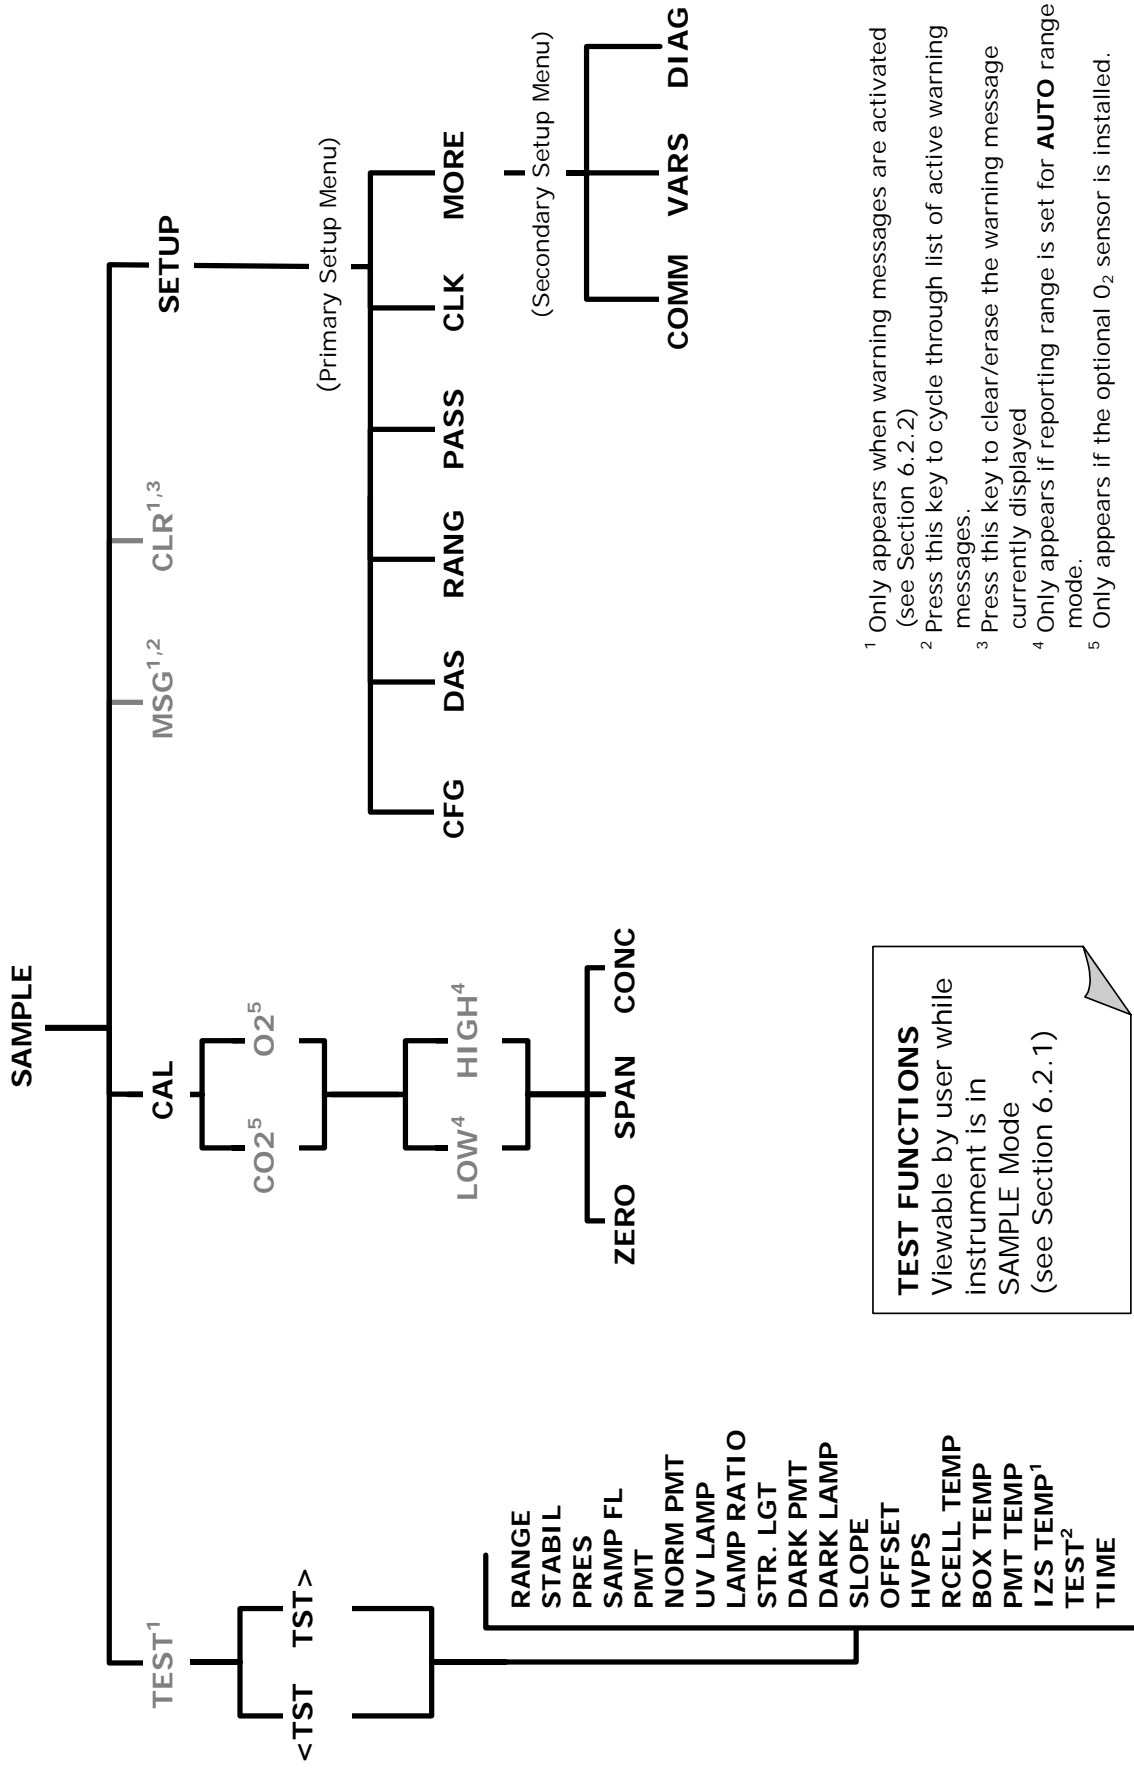 SAMPLE
TEST¹
CAL
MSG¹,²
CLR¹,³
SETUP
<TST
TST>
CO2⁵
O2⁵
(Primary Setup Menu)
LOW⁴
HIGH⁴
CFG
DAS
RANG
PASS
CLK
MORE
(Secondary Setup Menu)
ZERO
SPAN
CONC
COMM
VARS
DIAG
RANGE
STABIL
PRES
SAMP FL
PMT
NORM PMT
UV LAMP
LAMP RATIO
STR. LGT
DARK PMT
DARK LAMP
SLOPE
OFFSET
HVPS
RCELL TEMP
BOX TEMP
PMT TEMP
IZS TEMP¹
TEST²
TIME
TEST FUNCTIONS
Viewable by user while
instrument is in
SAMPLE Mode
(see Section 6.2.1)
¹ Only appears when warning messages are activated
(see Section 6.2.2)
² Press this key to cycle through list of active warning
messages.
³ Press this key to clear/erase the warning message
currently displayed
⁴ Only appears if reporting range is set for AUTO range
mode.
⁵ Only appears if the optional O₂ sensor is installed.